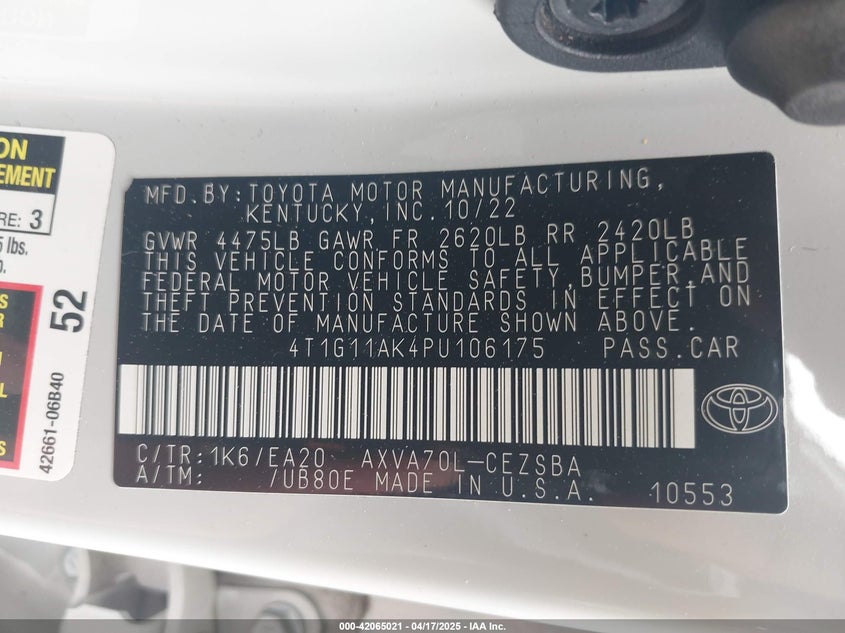 MFD. BY: TOYOTA MOTOR MANUFACTURING,
KENTUCKY, INC. 10/22
GVWR 4475LB GAWR FR 2620LB RR 2420LB
THIS VEHICLE CONFORMS TO ALL APPLICABLE
FEDERAL MOTOR VEHICLE SAFETY, BUMPER, AND
THEFT PREVENTION STANDARDS IN EFFECT ON
THE DATE OF MANUFACTURE SHOWN ABOVE.
4T1G11AK4PU106175 PASS. CAR
C/TR: 1K6/EA20 AXVA70L-CEZSBA
A/TM: /UB80E MADE IN U.S.A. 10553
ON
EMENT
RE: 3
lbs.
52
42661-06B40
000-42065021 - 04/17/2025 - IAA Inc.